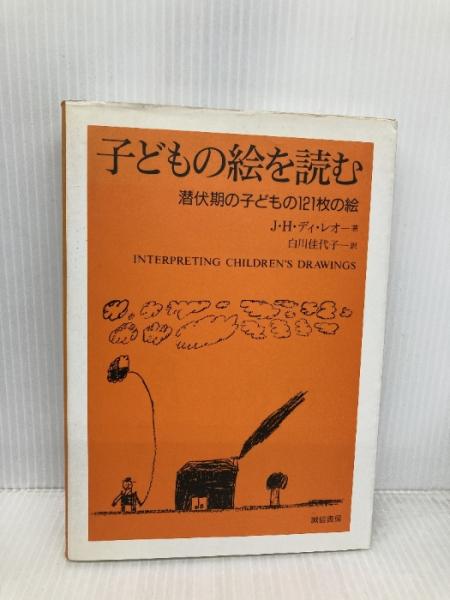 子どもの絵を読む
潜伏期の子どもの121枚の絵
J・H・ディ・レオー著
白川佳代子ー訳
INTERPRETING CHILDREN'S DRAWINGS
誠信書房